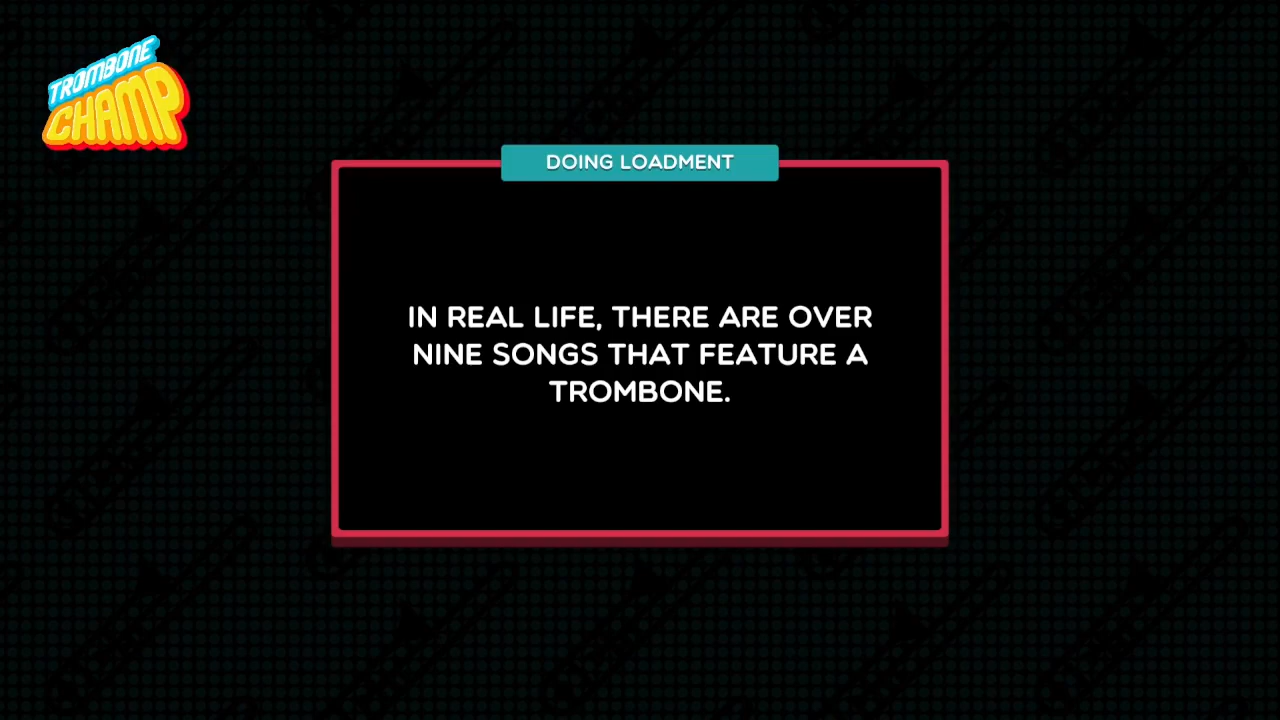 TROMBONE
CHAMP
DOING LOADMENT
IN REAL LIFE, THERE ARE OVER
NINE SONGS THAT FEATURE A
TROMBONE.